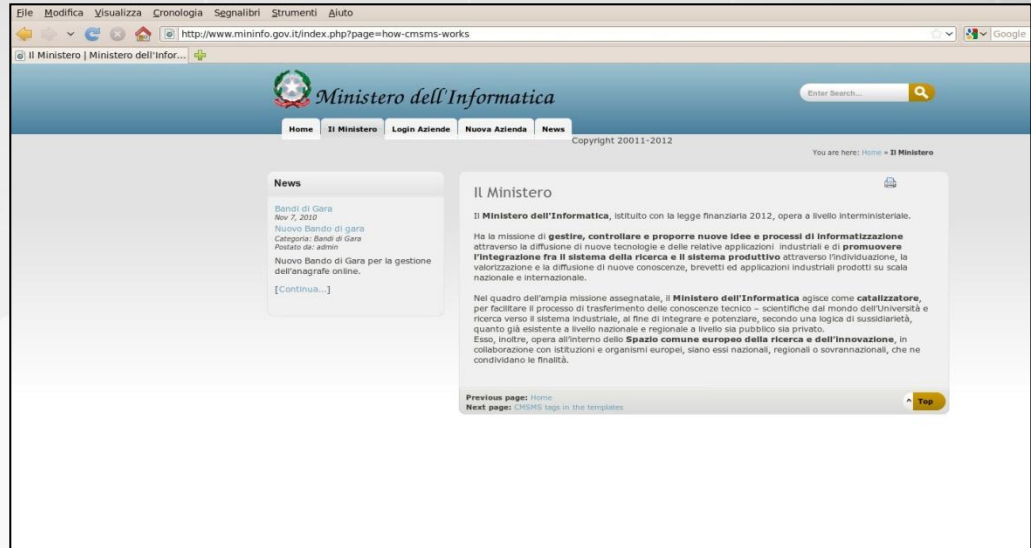 File Modifica Visualizza Cronologia Segnalibri Strumenti Aiuto
http://www.mininfo.gov.it/index.php?page=how-cmsms-works
Google
Il Ministero | Ministero dell'Infor...
Ministero dell'Informatica
Enter Search...
Home Il Ministero Login Aziende Nuova Azienda News
Copyright 20011-2012
You are here: Home » Il Ministero
News
Bandi di Gara
Nov 7, 2010
Nuovo Bando di gara
Categoria: Bandi di Gara
Postato da: admin
Nuovo Bando di Gara per la gestione
dell'anagrafe online.
[Continua...]
Il Ministero
Il Ministero dell'Informatica, istituito con la legge finanziaria 2012, opera a livello interministeriale.
Ha la missione di gestire, controllare e proporre nuove idee e processi di informatizzazione
attraverso la diffusione di nuove tecnologie e delle relative applicazioni industriali e di promuovere
l'integrazione fra il sistema della ricerca e il sistema produttivo attraverso l'individuazione, la
valorizzazione e la diffusione di nuove conoscenze, brevetti ed applicazioni industriali prodotti su scala
nazionale e internazionale.
Nel quadro dell'ampia missione assegnatale, il Ministero dell'Informatica agisce come catalizzatore,
per facilitare il processo di trasferimento delle conoscenze tecnico – scientifiche dal mondo dell'Università e
ricerca verso il sistema industriale, al fine di integrare e potenziare, secondo una logica di sussidiarietà,
quanto già esistente a livello nazionale e regionale a livello sia pubblico sia privato.
Esso, inoltre, opera all'interno dello Spazio comune europeo della ricerca e dell'innovazione, in
collaborazione con istituzioni e organismi europei, siano essi nazionali, regionali o sovrannazionali, che ne
condividano le finalità.
Previous page: Home
Next page: CMSMS tags in the templates
^ Top